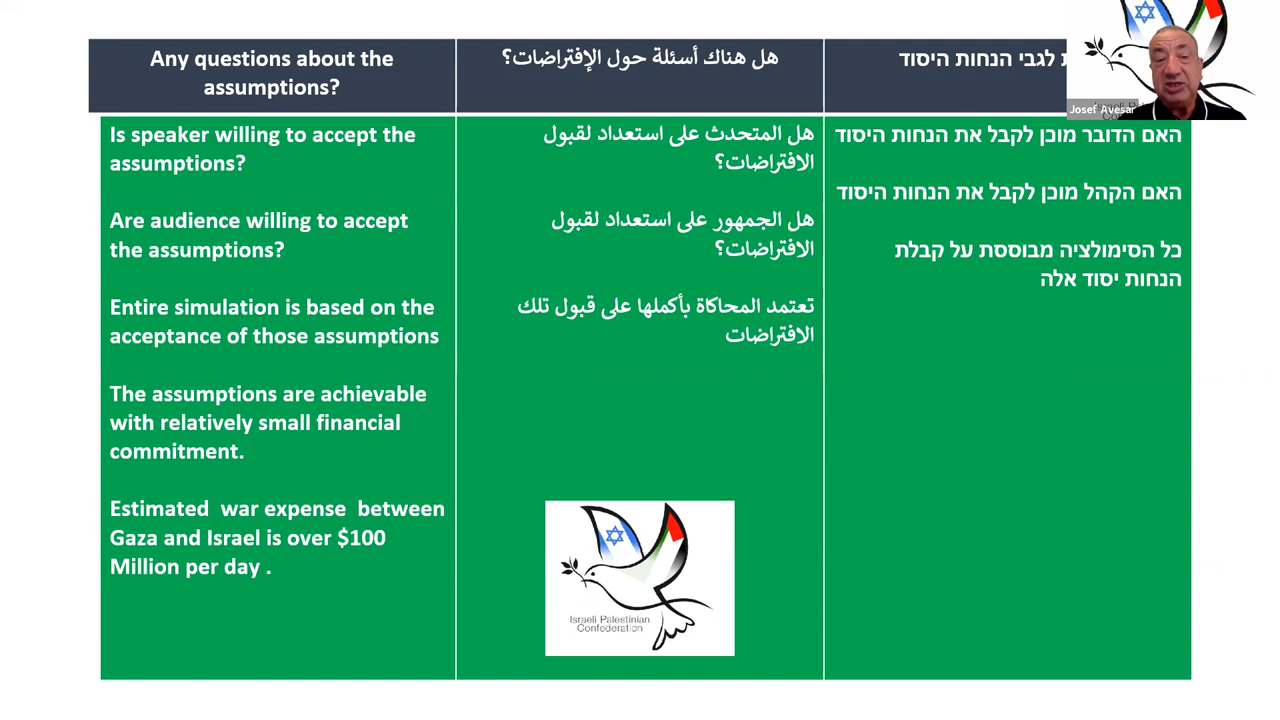 Any questions about the
assumptions?
هل هناك أسئلة حول الإفتراضات؟
לגבי הנחות היסוד
Josef Avesar
Is speaker willing to accept the
assumptions?
Are audience willing to accept
the assumptions?
Entire simulation is based on the
acceptance of those assumptions
The assumptions are achievable
with relatively small financial
commitment.
Estimated war expense between
Gaza and Israel is over $100
Million per day .
هل المتحدث على استعداد لقبول
الافتراضات؟
هل الجمهور على استعداد لقبول
الافتراضات؟
تعتمد المحاكاة بأكملها على قبول تلك
الافتراضات
Israeli Palestinian
Confederation
האם הדובר מוכן לקבל את הנחות היסוד
האם הקהל מוכן לקבל את הנחות היסוד
כל הסימולציה מבוססת על קבלת
הנחות יסוד אלה